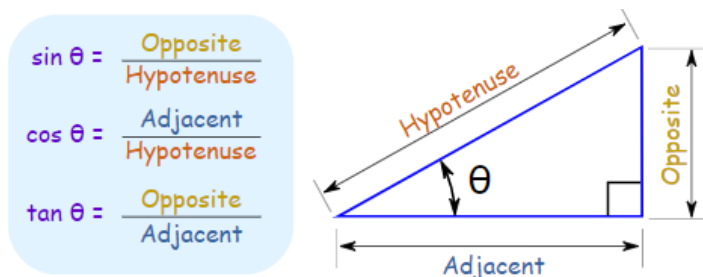 sin θ = Opposite
Hypotenuse
cos θ = Adjacent
Hypotenuse
tan θ = Opposite
Adjacent
Hypotenuse
θ
Opposite
Adjacent